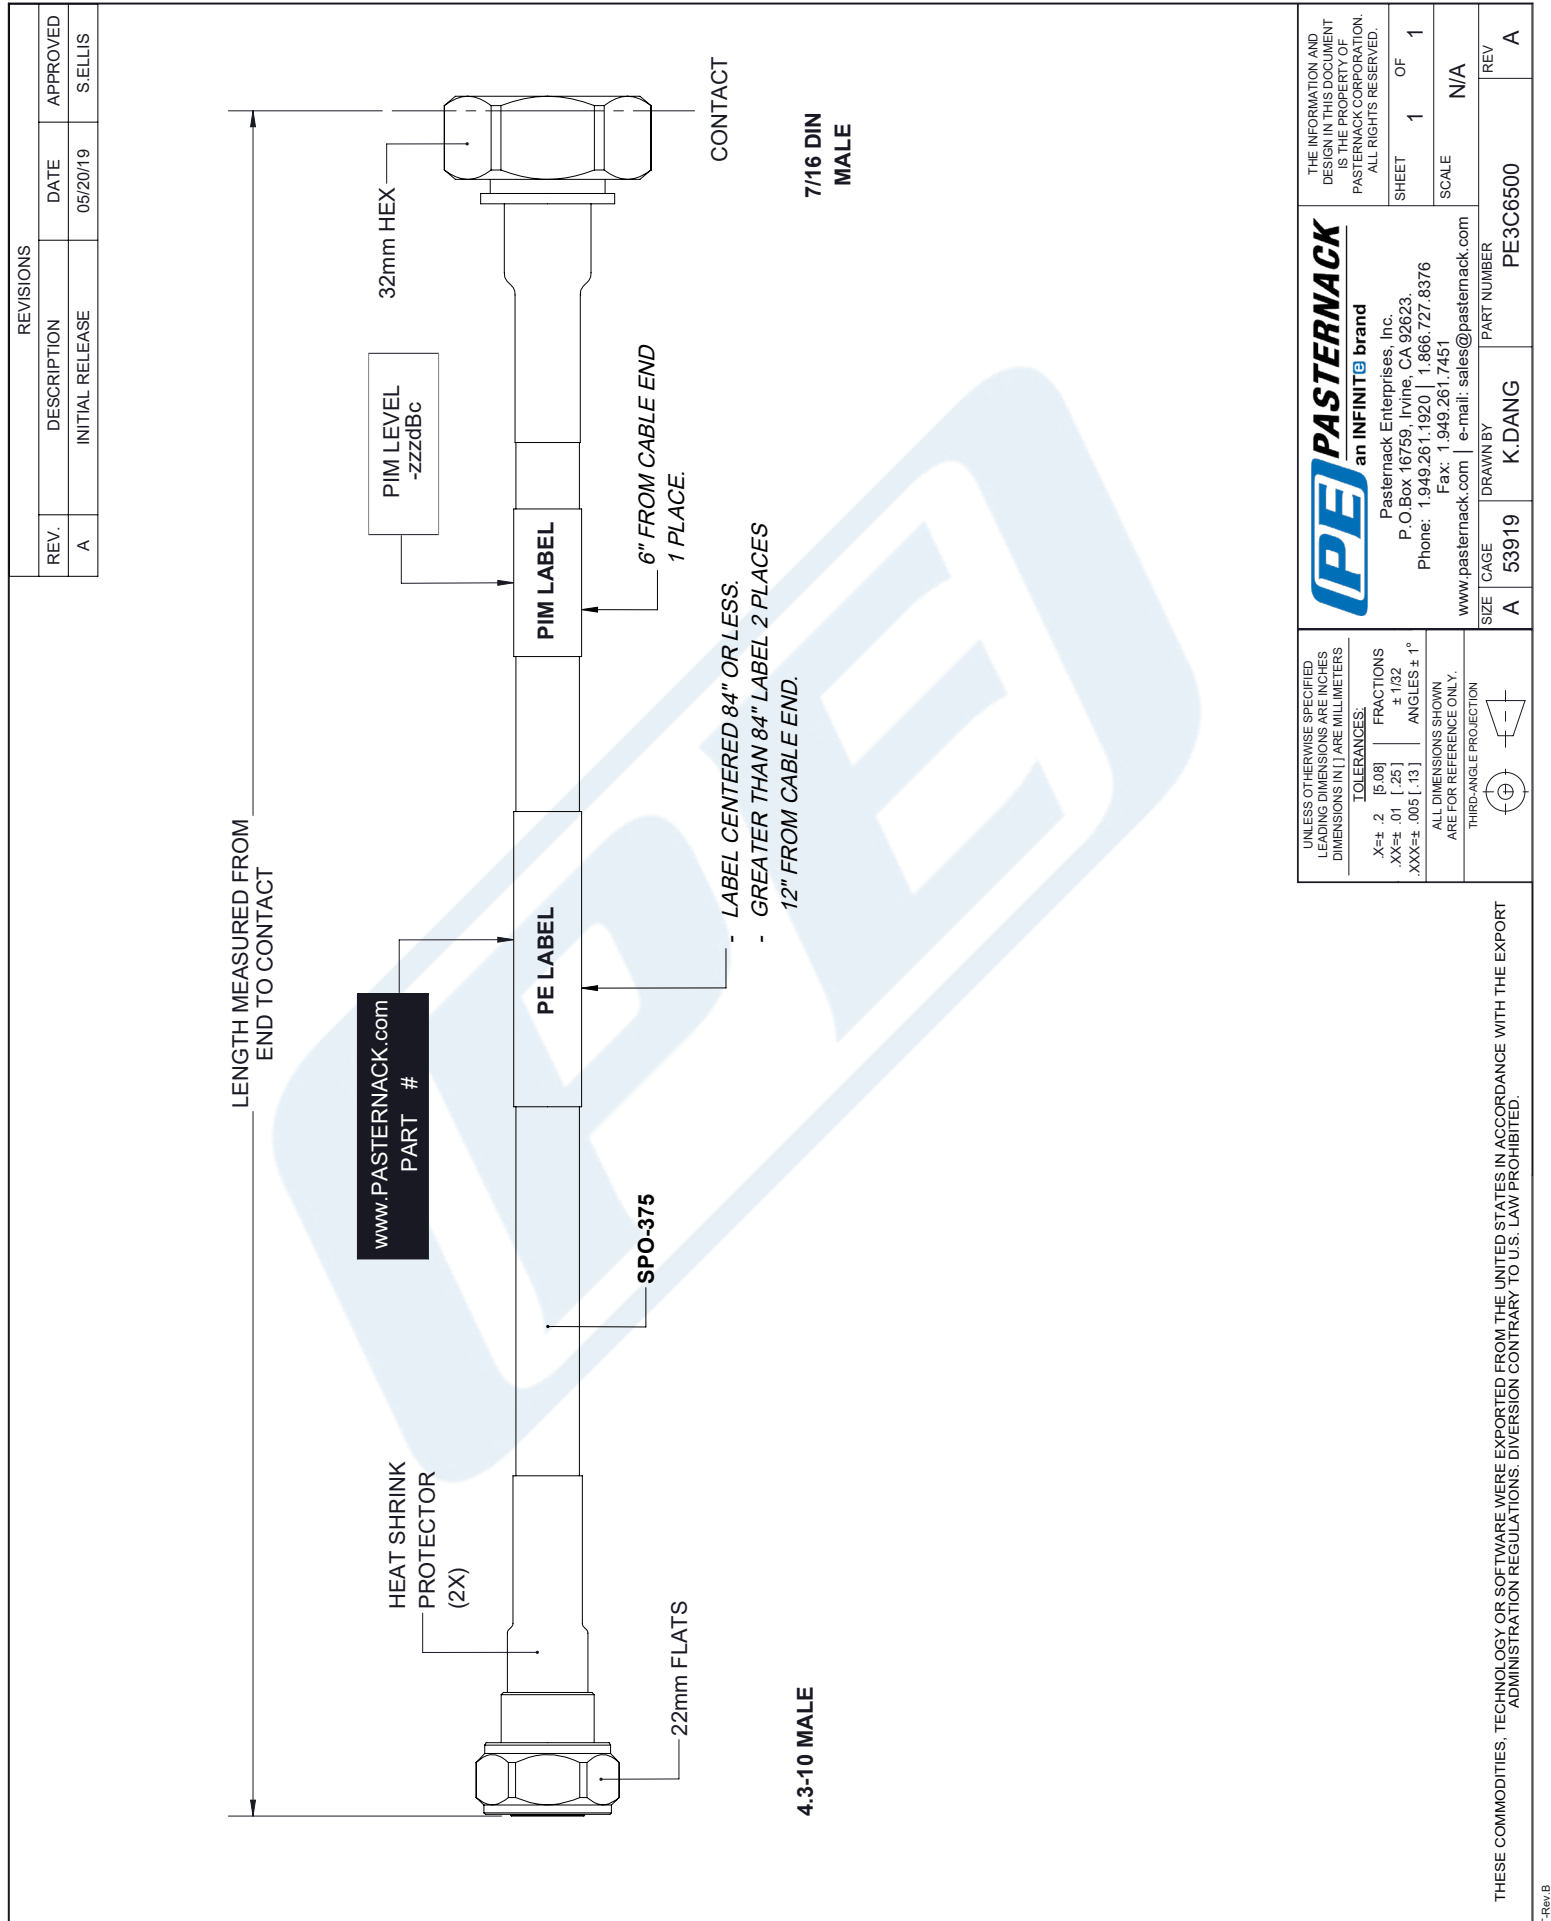 REVISIONS
REV. DESCRIPTION DATE APPROVED
A INITIAL RELEASE 05/20/19 S.ELLIS
LENGTH MEASURED FROM
END TO CONTACT
www.PASTERNACK.com
PART #
PIM LEVEL
-zzzdBc
32mm HEX
HEAT SHRINK
PROTECTOR
(2X)
PE LABEL
PIM LABEL
SPO-375
22mm FLATS
6" FROM CABLE END
1 PLACE.
- LABEL CENTERED 84" OR LESS.
- GREATER THAN 84" LABEL 2 PLACES
12" FROM CABLE END.
CONTACT
4.3-10 MALE
7/16 DIN
MALE
PE
UNLESS OTHERWISE SPECIFIED
LEADING DIMENSIONS ARE INCHES
DIMENSIONS IN [ ] ARE MILLIMETERS
TOLERANCES:
.X=± .2 [5.08] FRACTIONS
.XX=± .01 [ .25] ± 1/32
.XXX=± .005 [ .13] ANGLES ± 1°
ALL DIMENSIONS SHOWN
ARE FOR REFERENCE ONLY.
THIRD-ANGLE PROJECTION
PE PASTERNACK
an INFINITe brand
Pasternack Enterprises, Inc.
P.O.Box 16759, Irvine, CA 92623.
Phone: 1.949.261.1920 | 1.866.727.8376
Fax: 1.949.261.7451
www.pasternack.com | e-mail: sales@pasternack.com
THE INFORMATION AND
DESIGN IN THIS DOCUMENT
IS THE PROPERTY OF
PASTERNACK CORPORATION.
ALL RIGHTS RESERVED.
SHEET 1 OF 1
SCALE N/A
SIZE CAGE DRAWN BY PART NUMBER REV
A 53919 K.DANG PE3C6500 A
THESE COMMODITIES, TECHNOLOGY OR SOFTWARE WERE EXPORTED FROM THE UNITED STATES IN ACCORDANCE WITH THE EXPORT
ADMINISTRATION REGULATIONS. DIVERSION CONTRARY TO U.S. LAW PROHIBITED.
-Rev.B